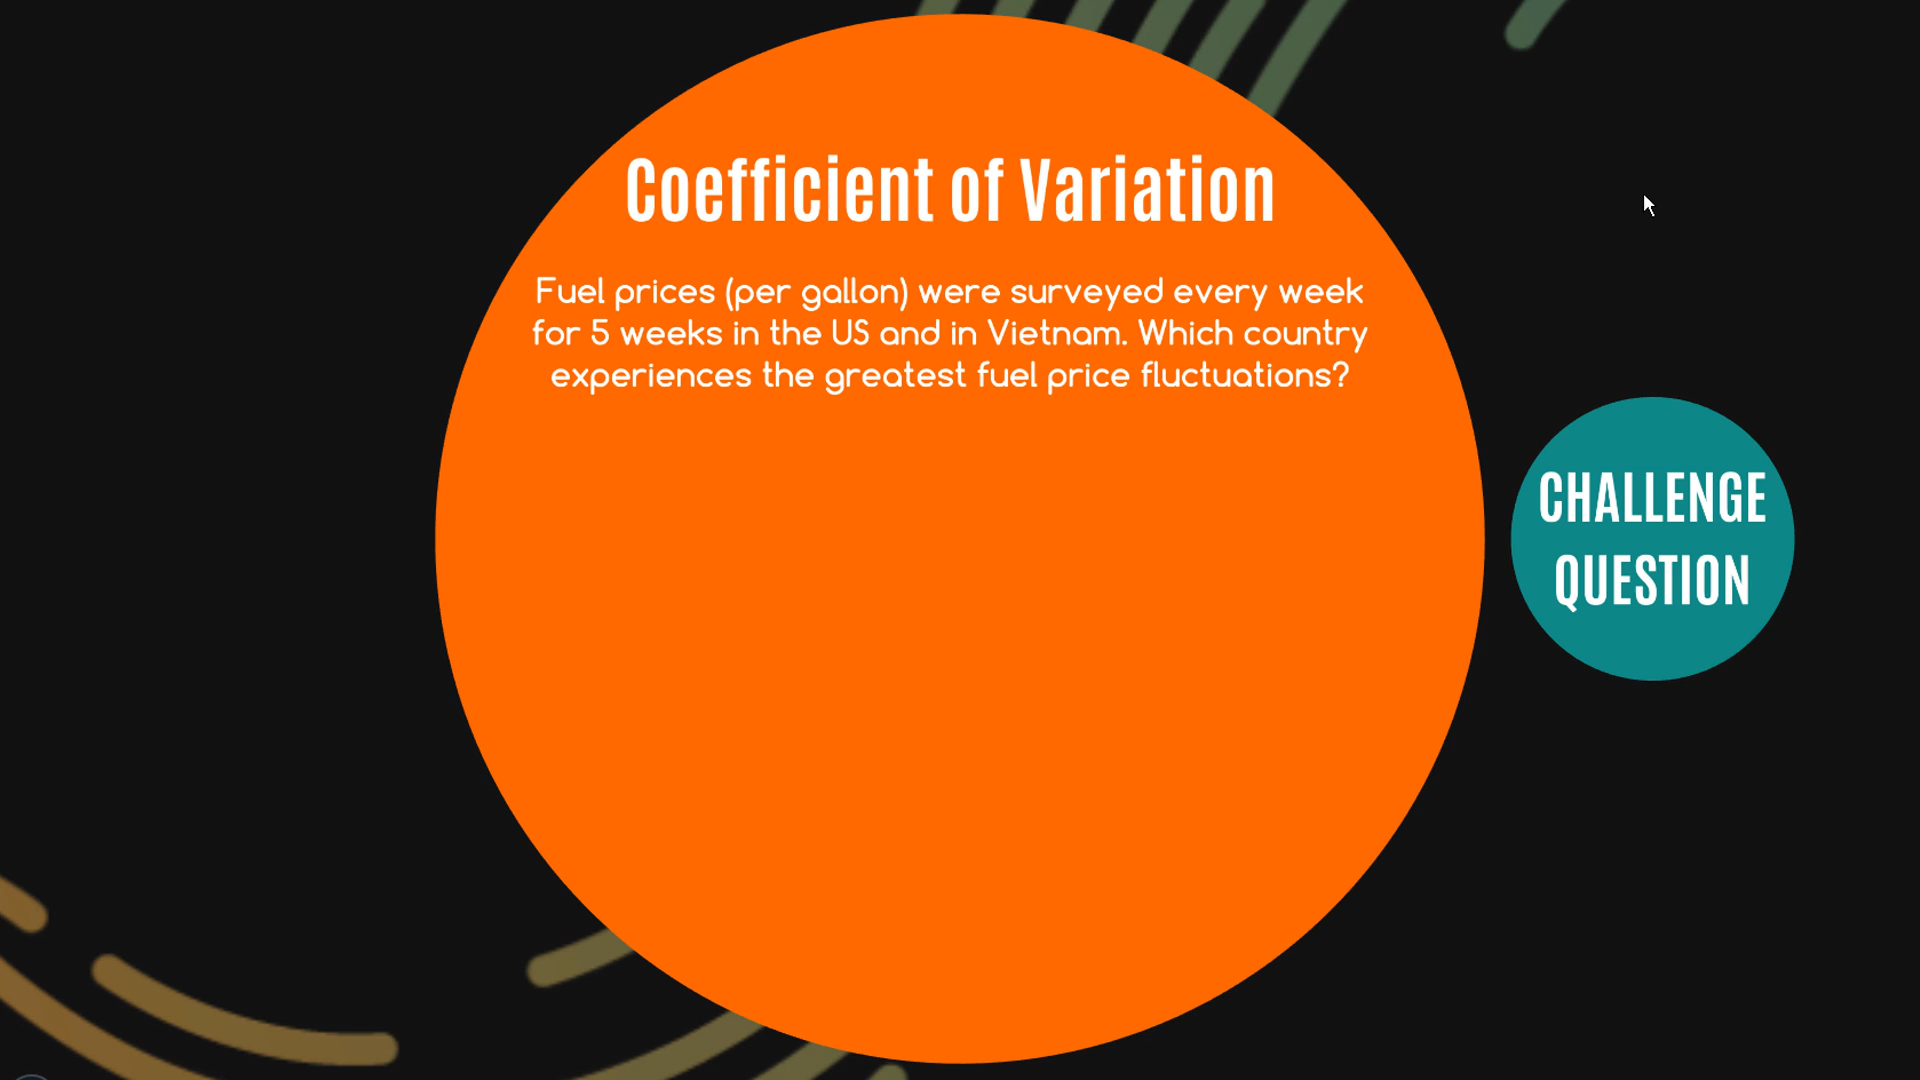 Coefficient of Variation
Fuel prices (per gallon) were surveyed every week
for 5 weeks in the US and in Vietnam. Which country
experiences the greatest fuel price fluctuations?
CHALLENGE
QUESTION